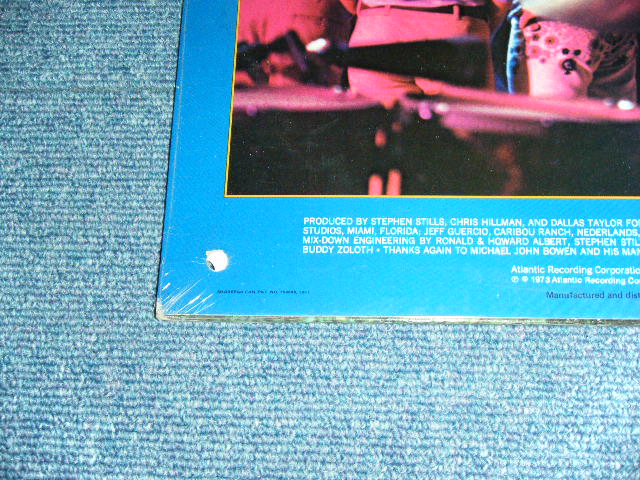 PRODUCED BY STEPHEN STILLS, CHRIS HILLMAN, AND DALLAS TAYLOR FO
STUDIOS, MIAMI, FLORIDA; JEFF GUERCIO, CARIBOU RANCH, NEDERLANDS,
MIX-DOWN ENGINEERING BY RONALD & HOWARD ALBERT, STEPHEN STIL
BUDDY ZOLOTH • THANKS AGAIN TO MICHAEL JOHN BOWEN AND HIS MAN
Atlantic Recording Corporatio
℗ © 1973 Atlantic Recording Co
Manufactured and dist